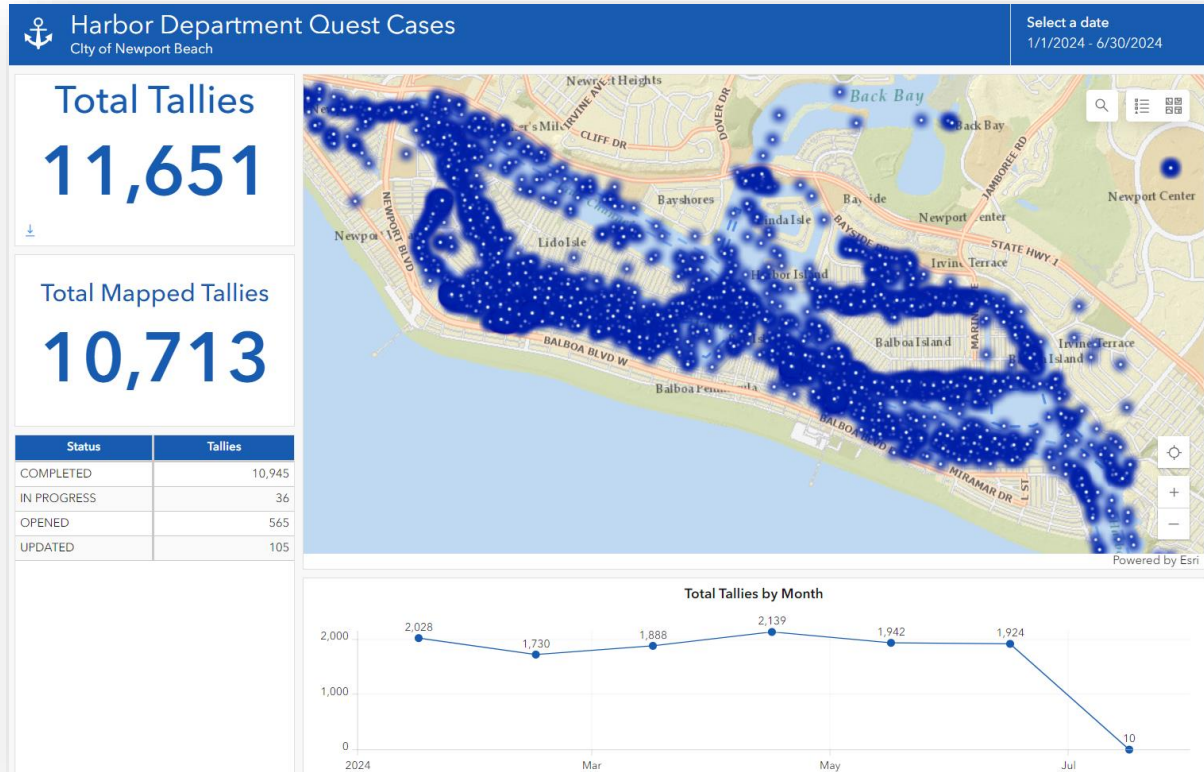 Harbor Department Quest Cases
CIty of Newport Beach
Select a date
1/1/2024 - 6/30/2024
Total Tallies
11,651
Total Mapped Tallies
10,713
Status Tallies
COMPLETED 10,945
IN PROGRESS 36
OPENED 565
UPDATED 105
Newport Heights
IRVINE AVE
CLIFF DR
DOVER DR
Back Bay
Back Bay
JAMBOREE RD
Newport Center
NEWPORT BLVD
Bayshores
Lido Isle
Linda Isle
Newport Center
STATE HWY 1
Irvine Terrace
Harbor Island
BALBOA BLVD W
Balboa Island
Irvine Terrace
BALBOA BLVD
MIRAMAR DR
L ST
Powered by Esri
Total Tallies by Month
2,000
1,000
0
2,028
1,730
1,888
2,139
1,942
1,924
10
2024
Mar
May
Jul